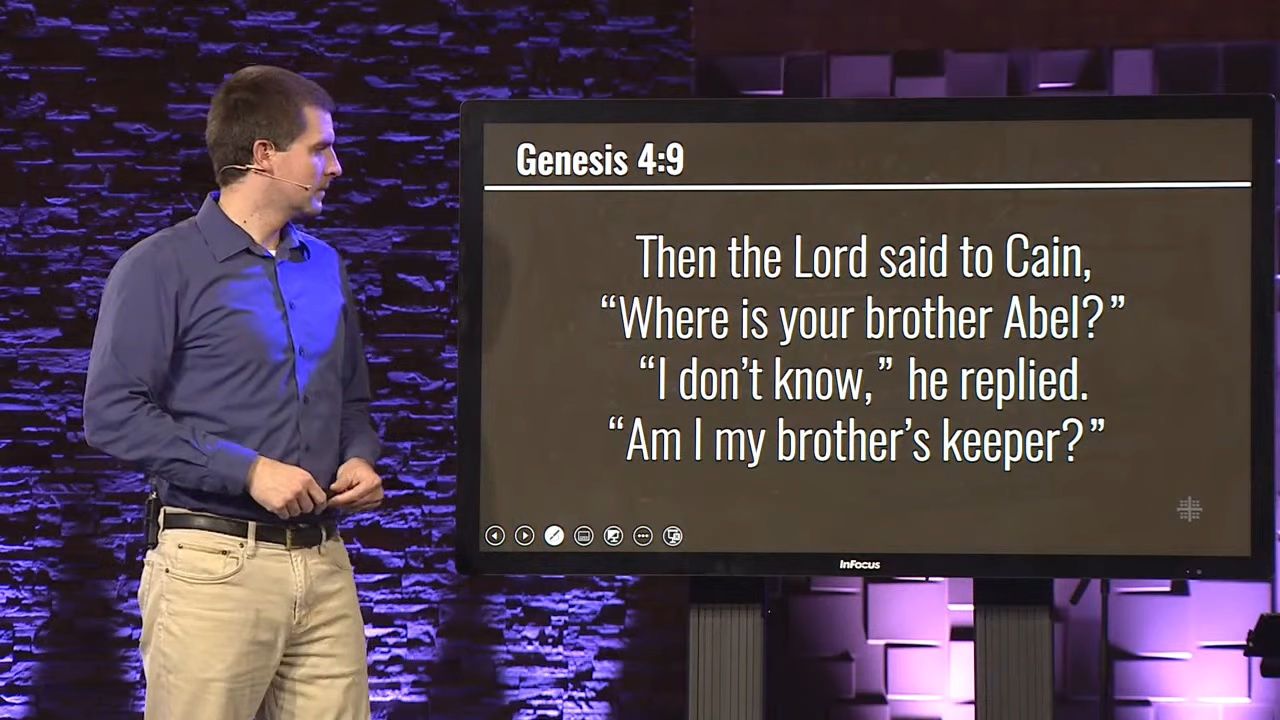 Genesis 4:9
Then the Lord said to Cain,
“Where is your brother Abel?”
“I don’t know,” he replied.
“Am I my brother’s keeper?”
InFocus